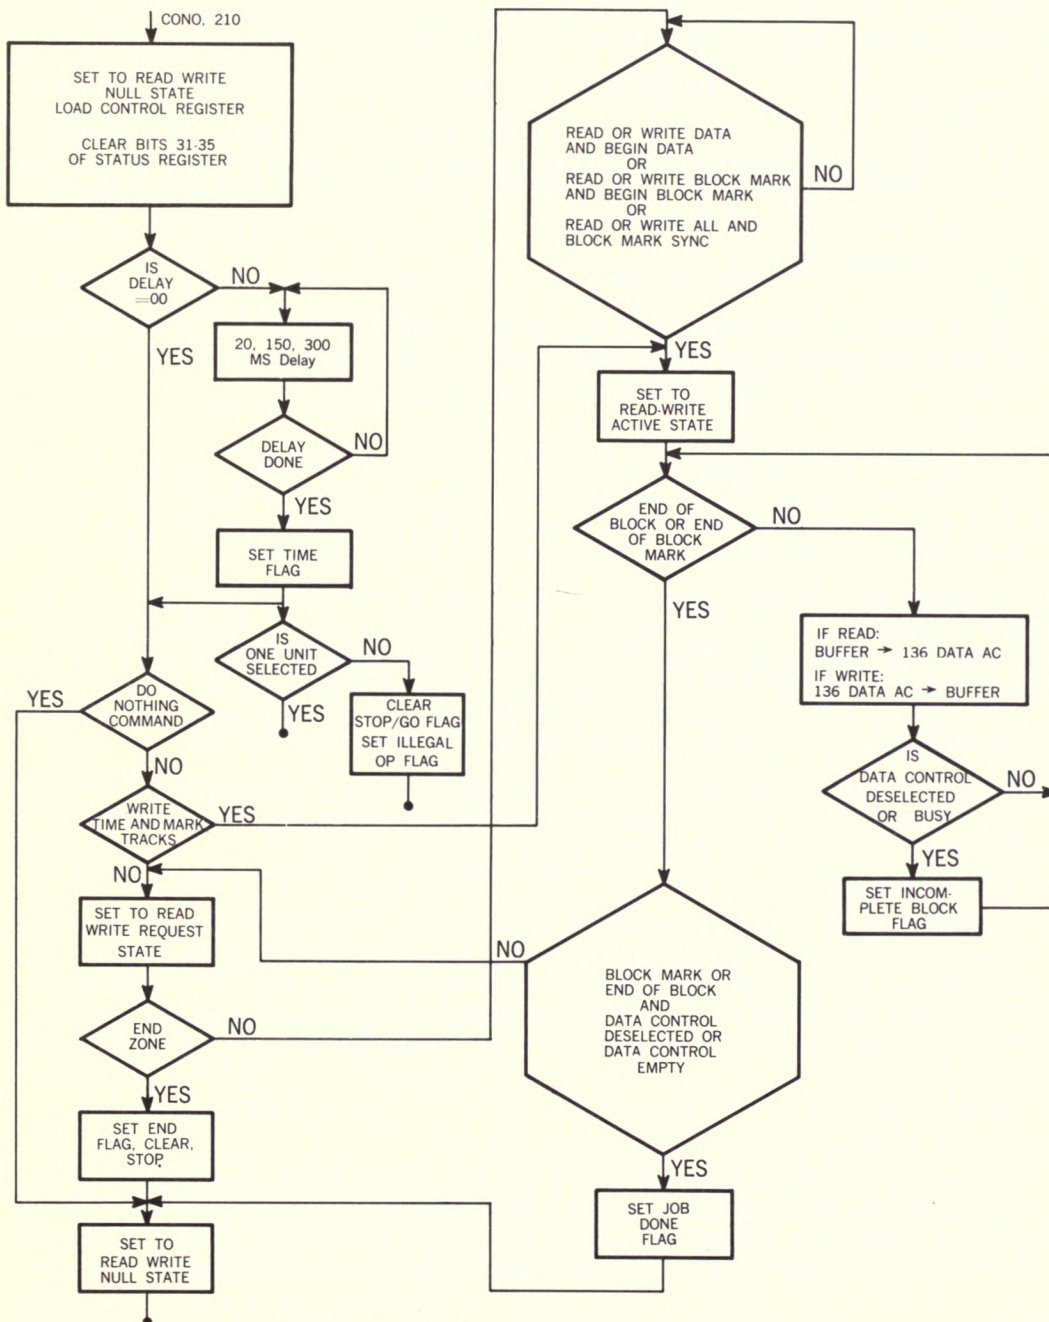 CONO, 210
SET TO READ WRITE
NULL STATE
LOAD CONTROL REGISTER
CLEAR BITS 31-35
OF STATUS REGISTER
IS
DELAY
=00
NO
YES
20, 150, 300
MS Delay
DELAY
DONE
NO
YES
SET TIME
FLAG
IS
ONE UNIT
SELECTED
NO
YES
CLEAR
STOP/GO FLAG
SET ILLEGAL
OP FLAG
DO
NOTHING
COMMAND
YES
NO
WRITE
TIME AND MARK
TRACKS
YES
NO
SET TO READ
WRITE REQUEST
STATE
END
ZONE
NO
YES
SET END
FLAG, CLEAR,
STOP.
SET TO
READ WRITE
NULL STATE
READ OR WRITE DATA
AND BEGIN DATA
OR
READ OR WRITE BLOCK MARK
AND BEGIN BLOCK MARK
OR
READ OR WRITE ALL AND
BLOCK MARK SYNC
NO
YES
SET TO
READ-WRITE
ACTIVE STATE
END OF
BLOCK OR END
OF BLOCK
MARK
NO
YES
IF READ:
BUFFER → 136 DATA AC
IF WRITE:
136 DATA AC → BUFFER
IS
DATA CONTROL
DESELECTED
OR BUSY
NO
YES
SET INCOM-
PLETE BLOCK
FLAG
NO
BLOCK MARK OR
END OF BLOCK
AND
DATA CONTROL
DESELECTED OR
DATA CONTROL
EMPTY
YES
SET JOB
DONE
FLAG